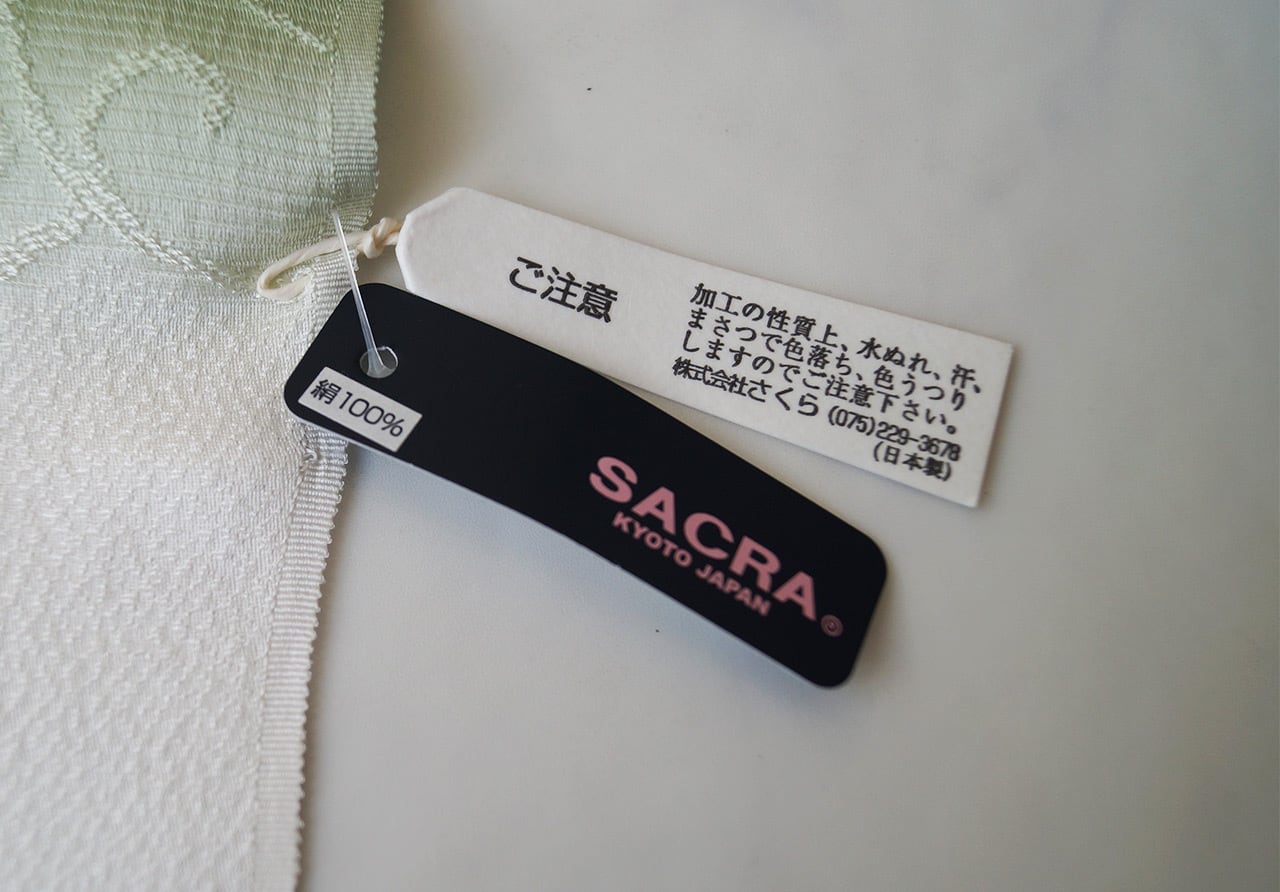 ご注意
加工の性質上、水ぬれ、汗、
まさつで色落ち、色うつり
しますのでご注意下さい。
株式会社さくら (075)229-3678
(日本製)
絹100%
SACRA
KYOTO JAPAN